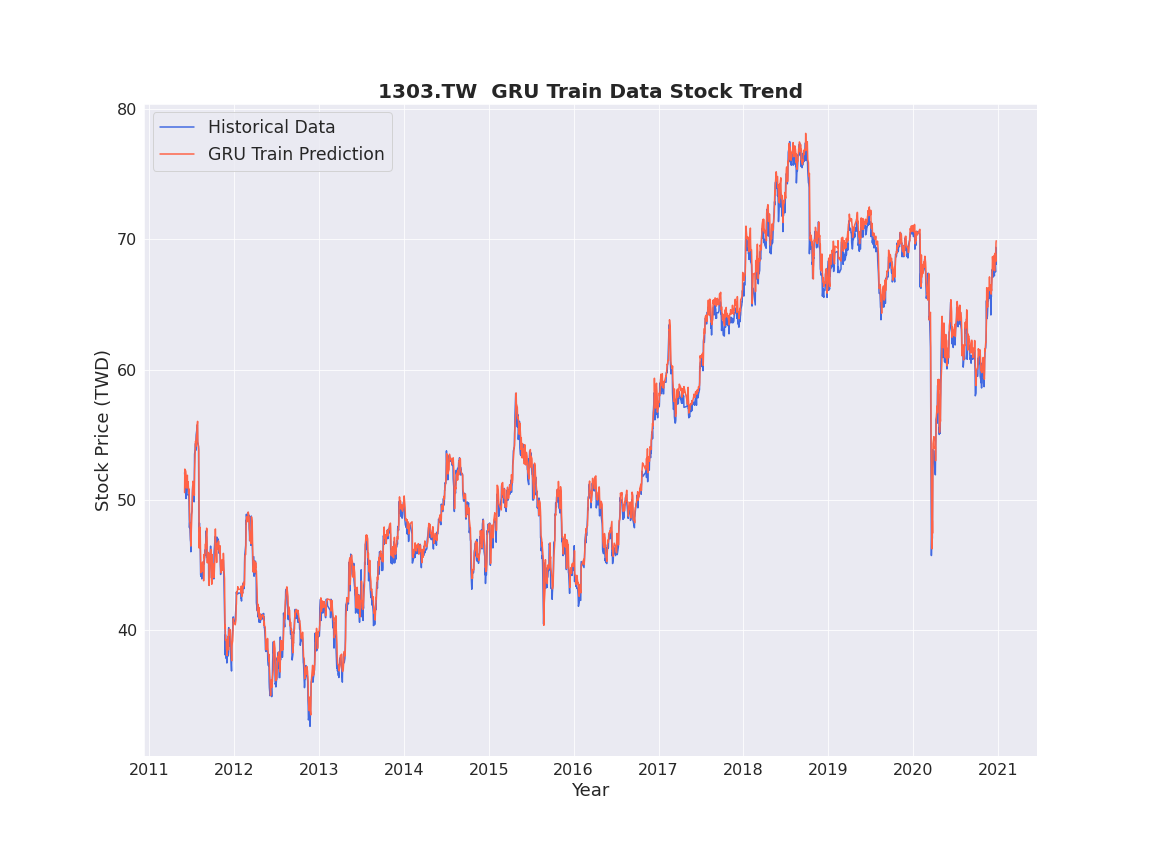 1303.TW  GRU Train Data Stock Trend
Historical Data
GRU Train Prediction
Stock Price (TWD)
80
70
60
50
40
2011 2012 2013 2014 2015 2016 2017 2018 2019 2020 2021
Year